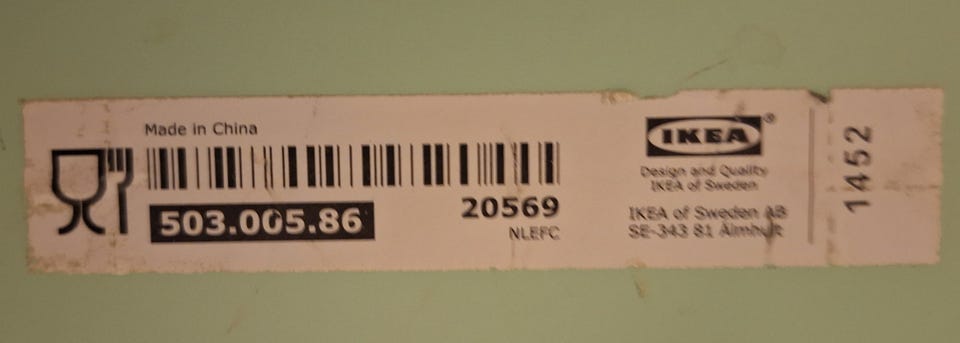 Made in China
503.005.86
20569
NLEFC
IKEA®
Design and Quality
IKEA of Sweden
IKEA of Sweden AB
SE-343 81 Älmhult
1452